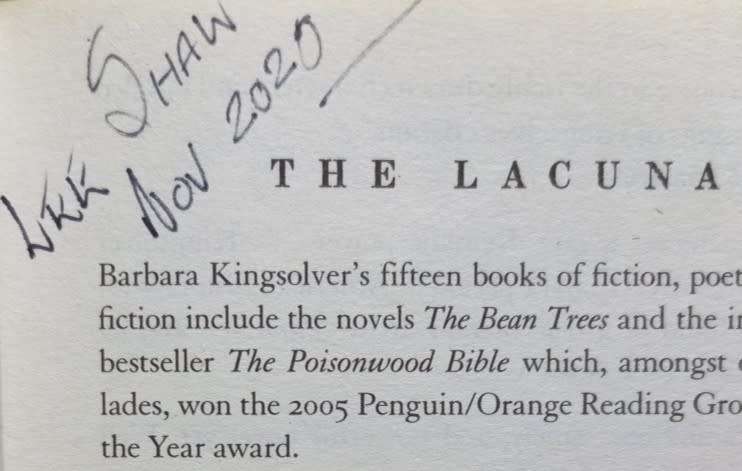 LEE SHAW
NOV 2020
THE LACUNA
Barbara Kingsolver's fifteen books of fiction, poet
fiction include the novels The Bean Trees and the in
bestseller The Poisonwood Bible which, amongst
lades, won the 2005 Penguin/Orange Reading Gro
the Year award.